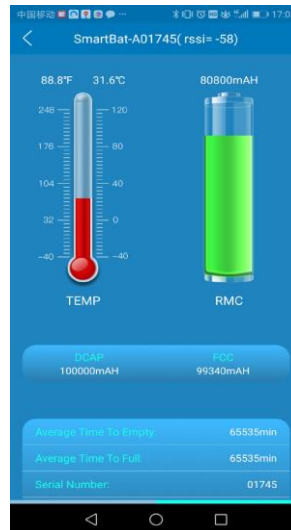 中国移动 17:0
SmartBat-A01745( rssi= -58)
88.8°F 31.6°C 80800mAH
248 120
176 80
104 40
32 0
-40 -40
TEMP RMC
DCAP FCC
100000mAH 99340mAH
Average Time To Empty: 65535min
Average Time To Full: 65535min
Serial Number: 01745